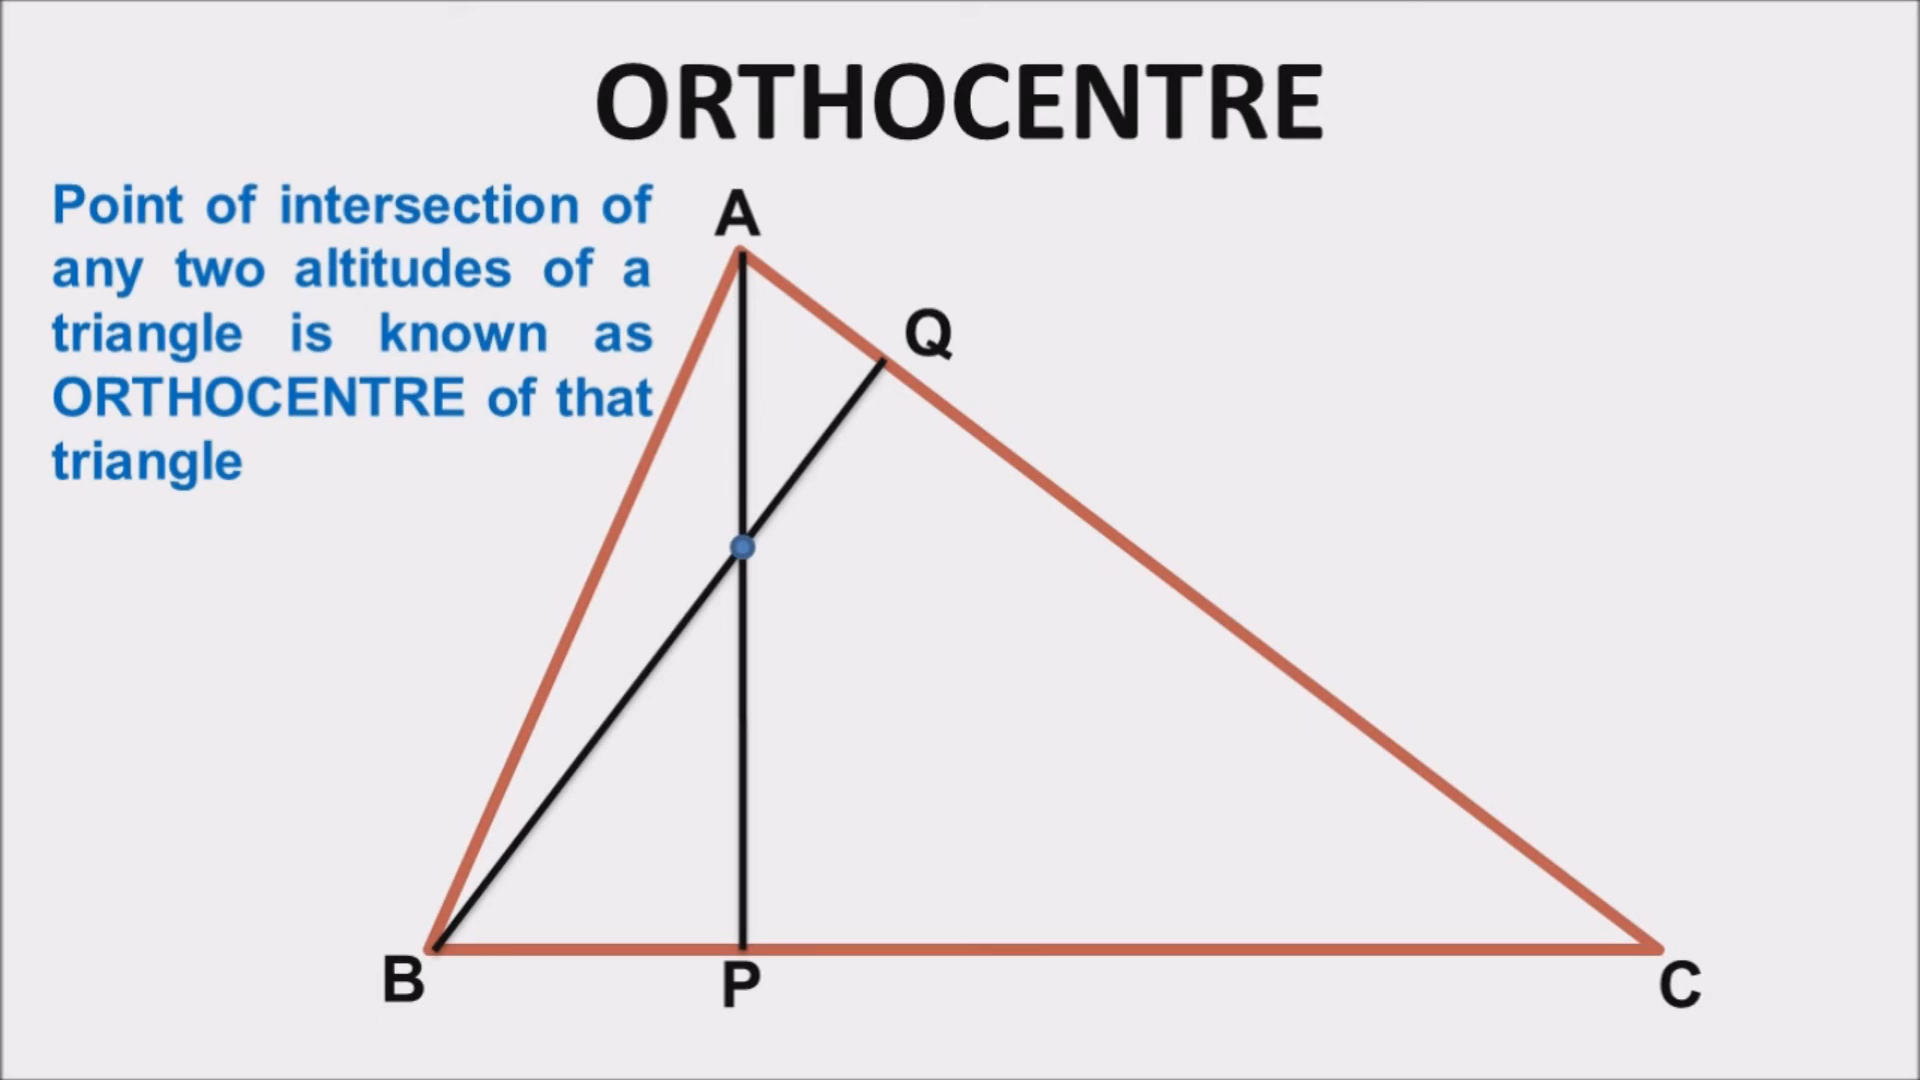 ORTHOCENTRE
Point of intersection of
any two altitudes of a
triangle is known as
ORTHOCENTRE of that
triangle
A
Q
B
P
C